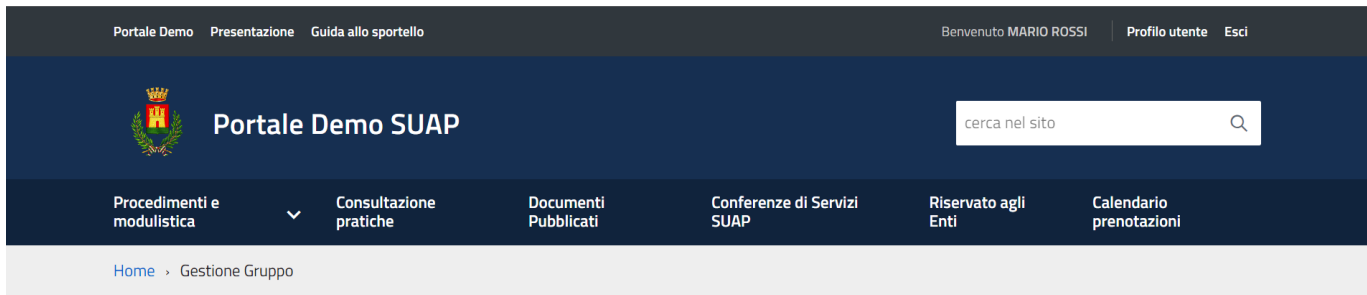 Portale Demo Presentazione Guida allo sportello Benvenuto MARIO ROSSI Profilo utente Esci
Portale Demo SUAP
cerca nel sito
Procedimenti e
modulistica
Consultazione
pratiche
Documenti
Pubblicati
Conferenze di Servizi
SUAP
Riservato agli
Enti
Calendario
prenotazioni
Home › Gestione Gruppo